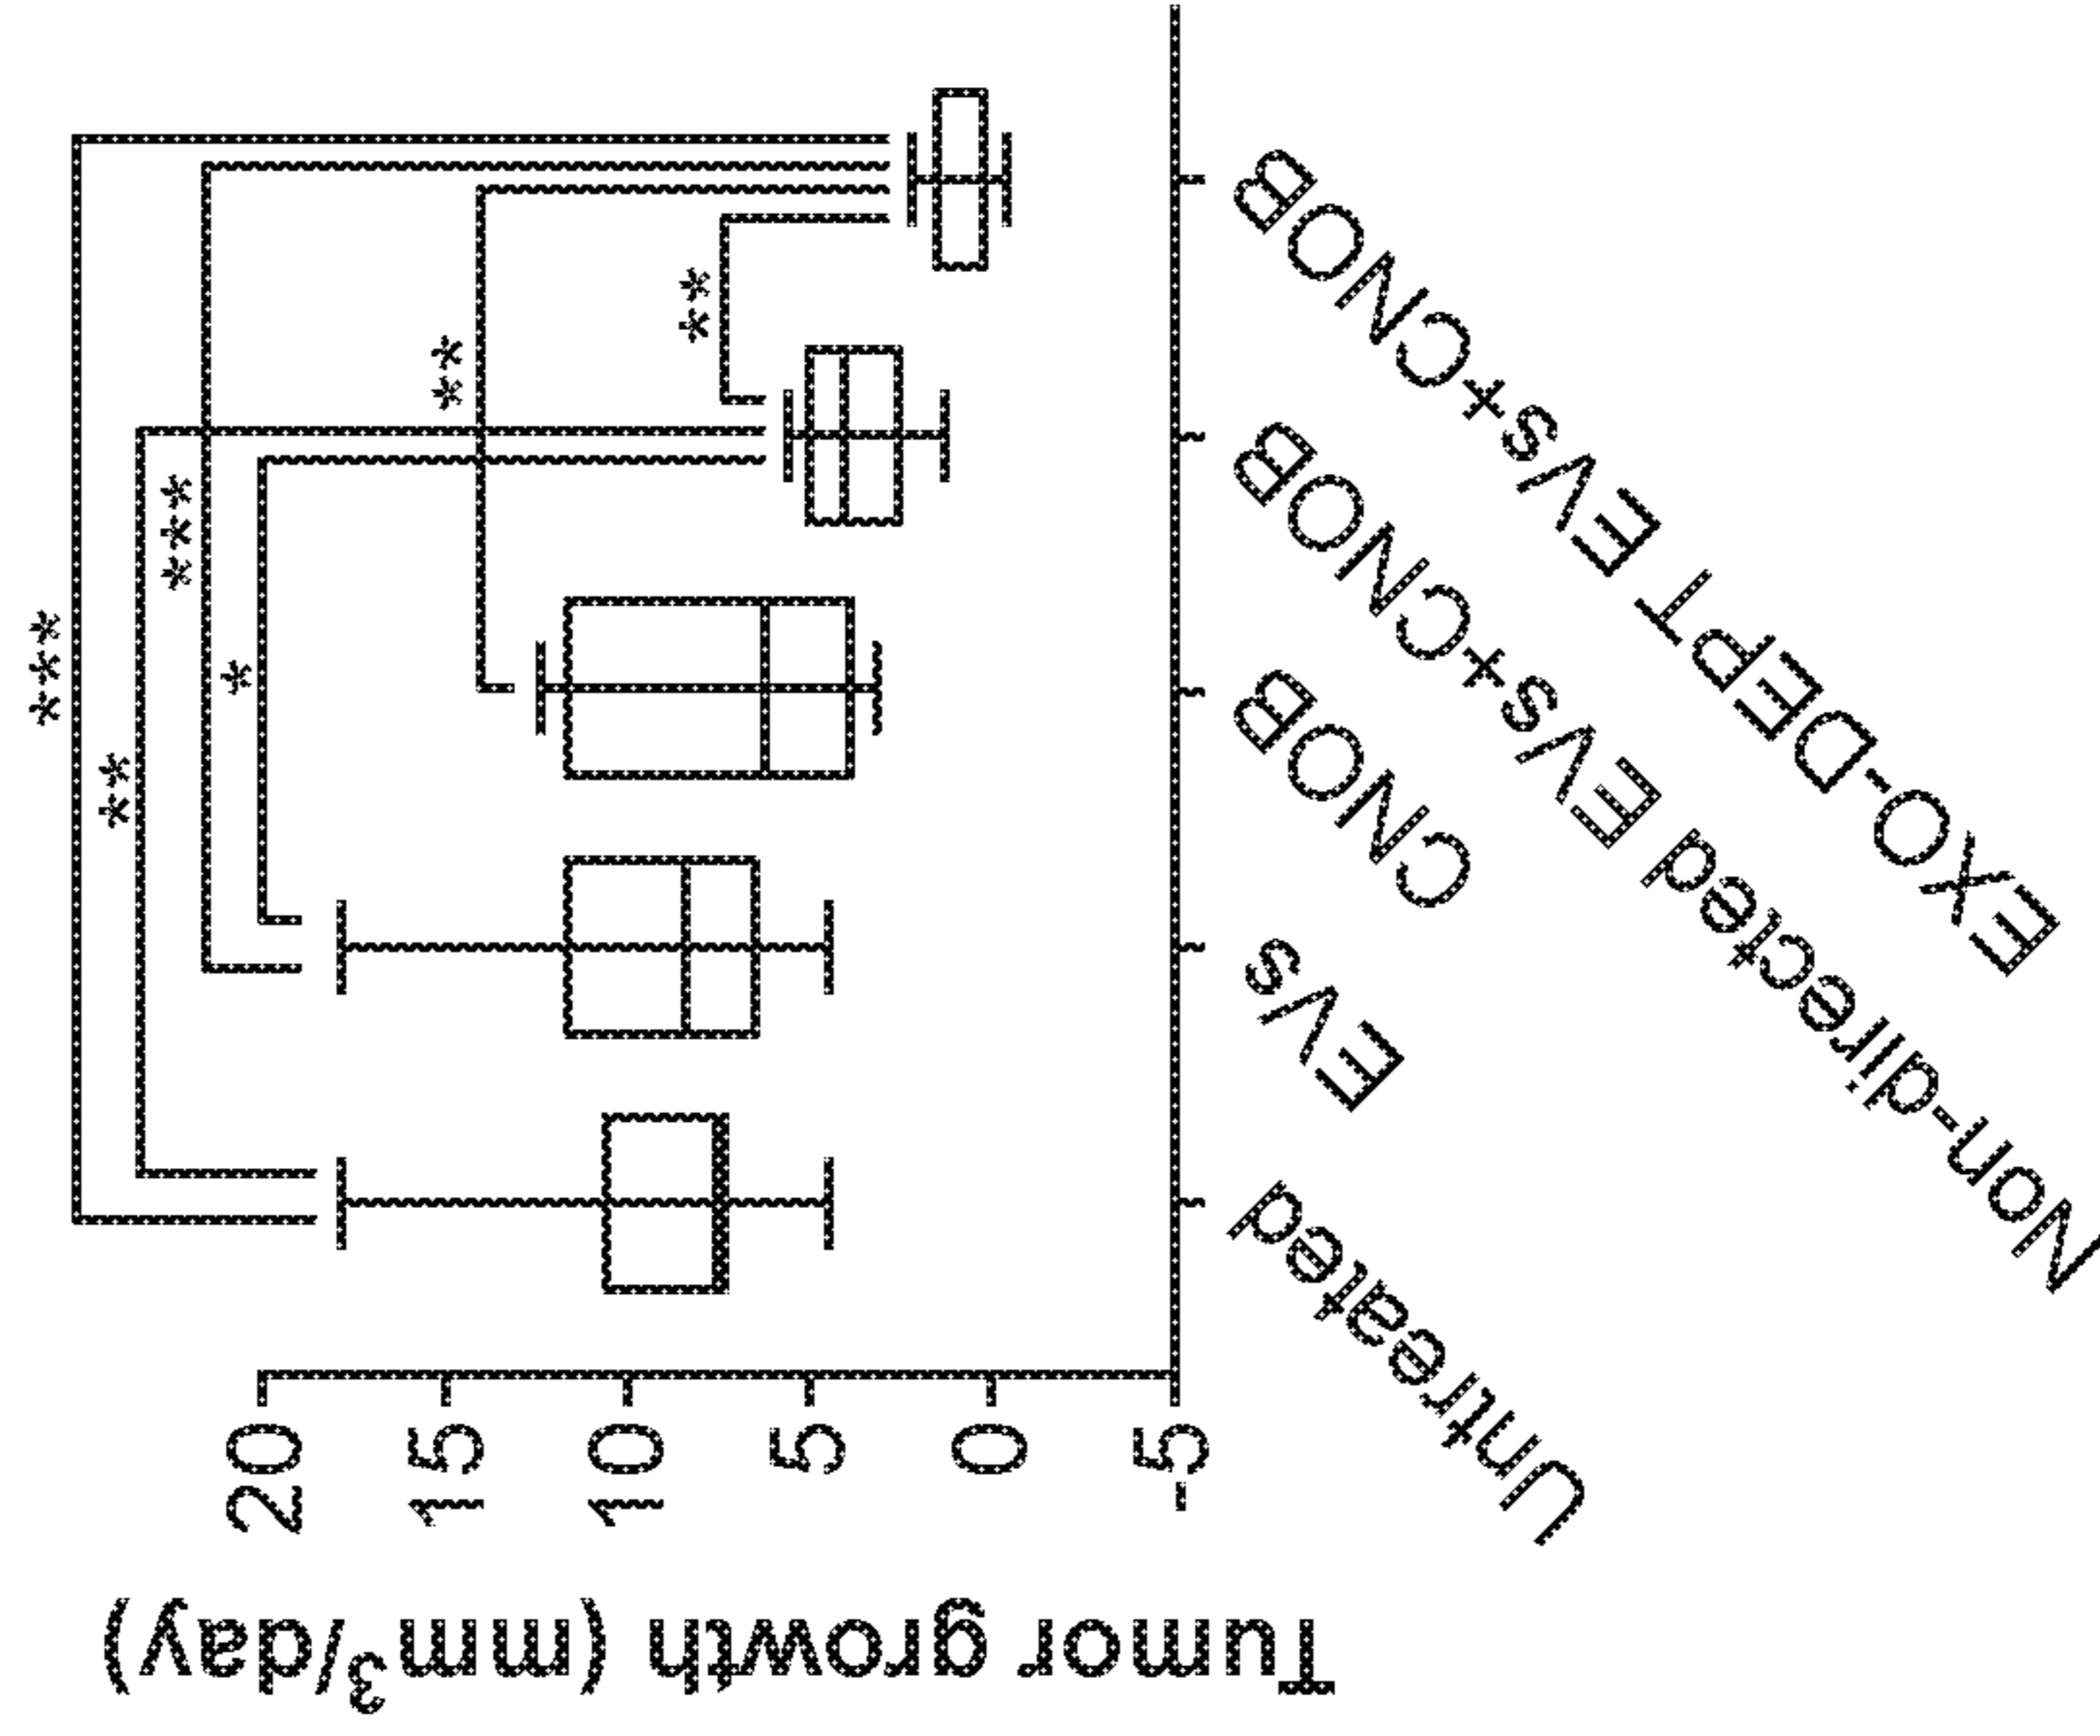 Tumor growth (mm³/day)
20
15
10
5
0
-5
***
**
***
*
**
**
Untreated
EVs
CNOB
Non-directed EVs+CNOB
EXO-DEPT EVs+CNOB